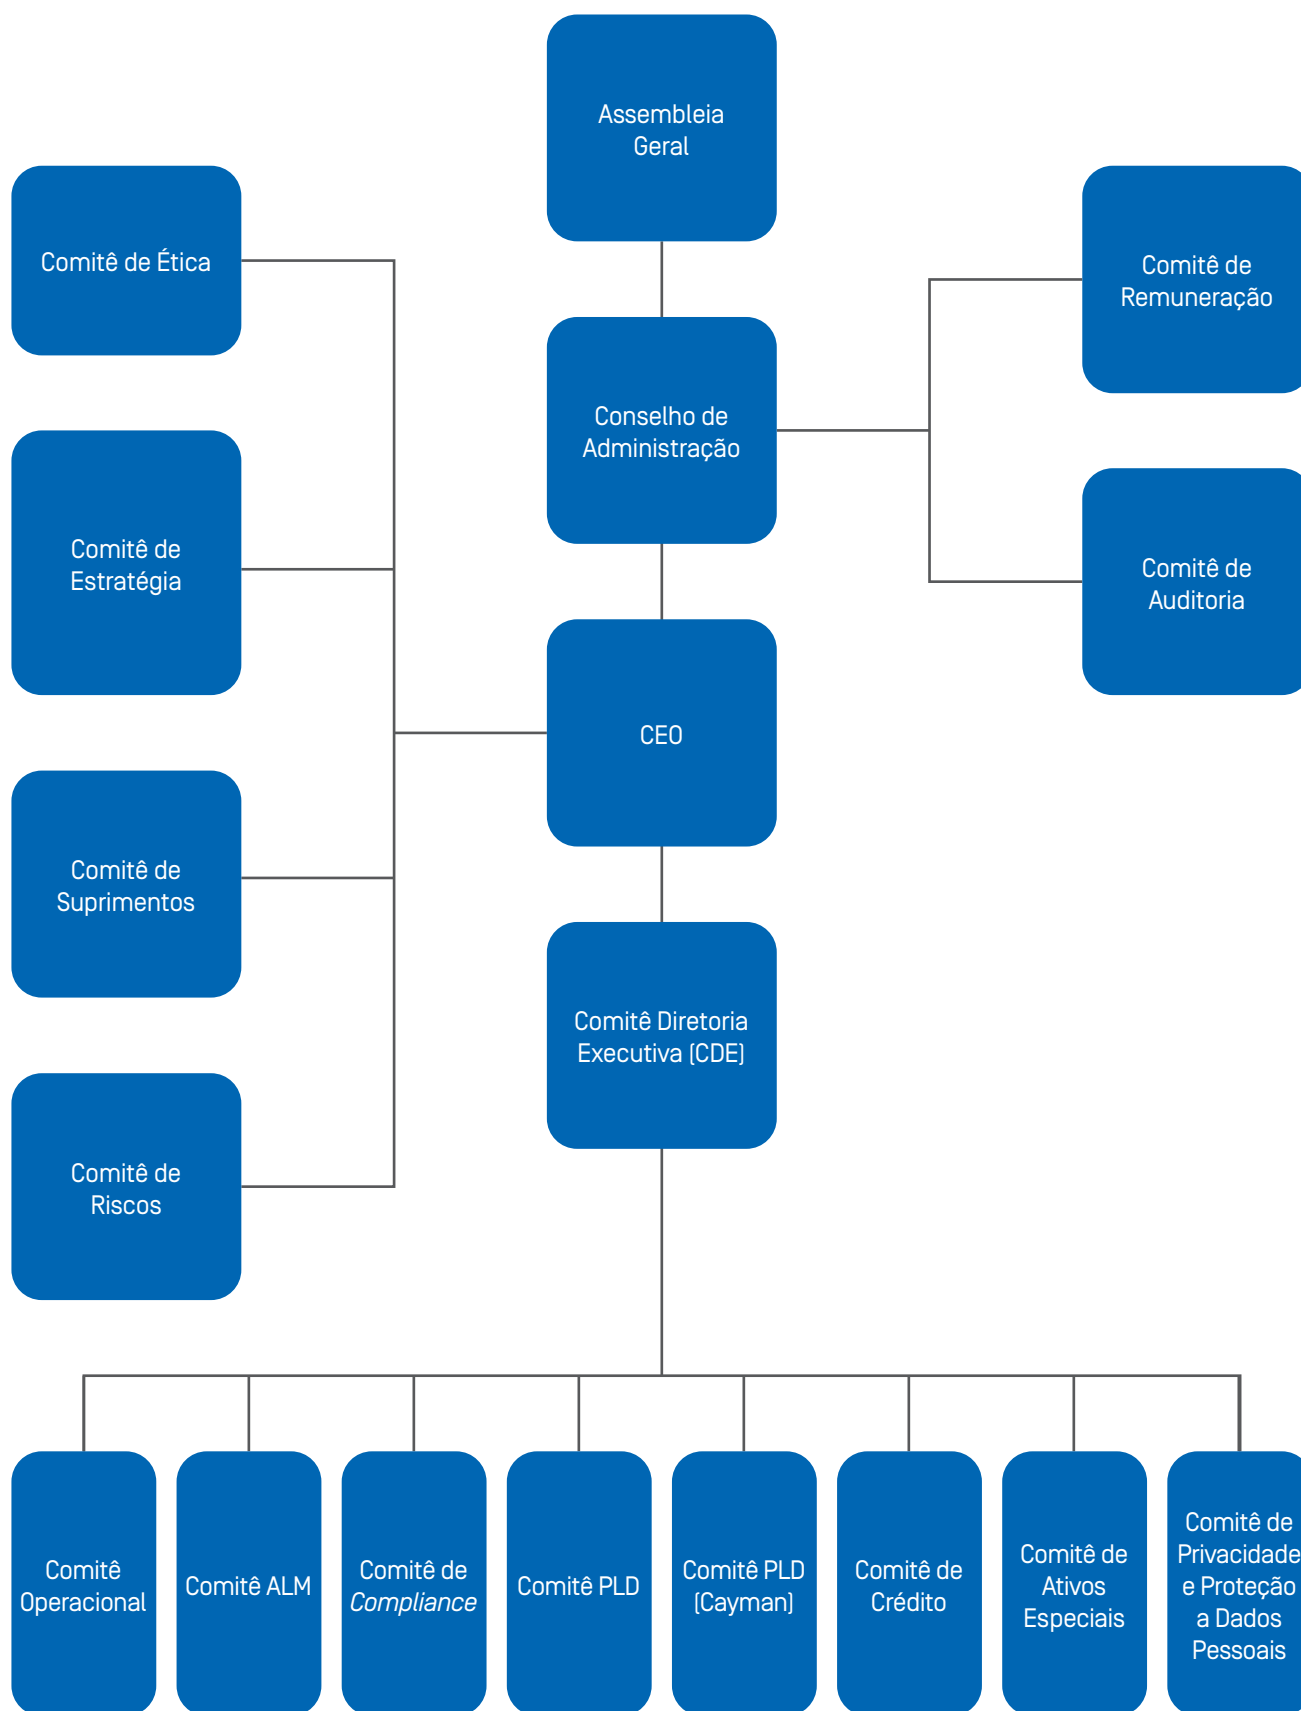 Assembleia
Geral
Comitê de Ética
Comitê de
Remuneração
Conselho de
Administração
Comitê de
Estratégia
Comitê de
Auditoria
CEO
Comitê de
Suprimentos
Comitê Diretoria
Executiva (CDE)
Comitê de
Riscos
Comitê
Operacional
Comitê ALM
Comitê de
Compliance
Comitê PLD
Comitê PLD
(Cayman)
Comitê de
Crédito
Comitê de
Ativos
Especiais
Comitê de
Privacidade
e Proteção
a Dados
Pessoais